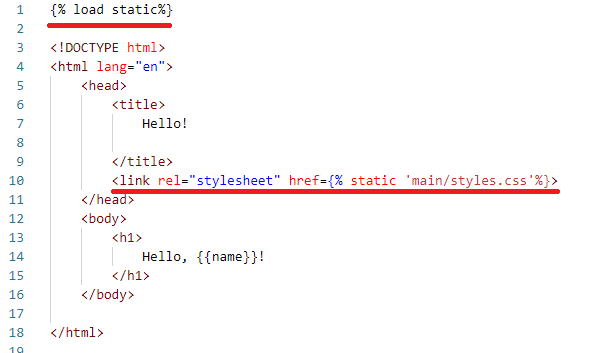 1 {% load static%}
2
3 <!DOCTYPE html>
4 <html lang="en">
5 <head>
6 <title>
7 Hello!
8
9 </title>
10 <link rel="stylesheet" href={% static 'main/styles.css'%}>
11 </head>
12 <body>
13 <h1>
14 Hello, {{name}}!
15 </h1>
16 </body>
17
18 </html>
19